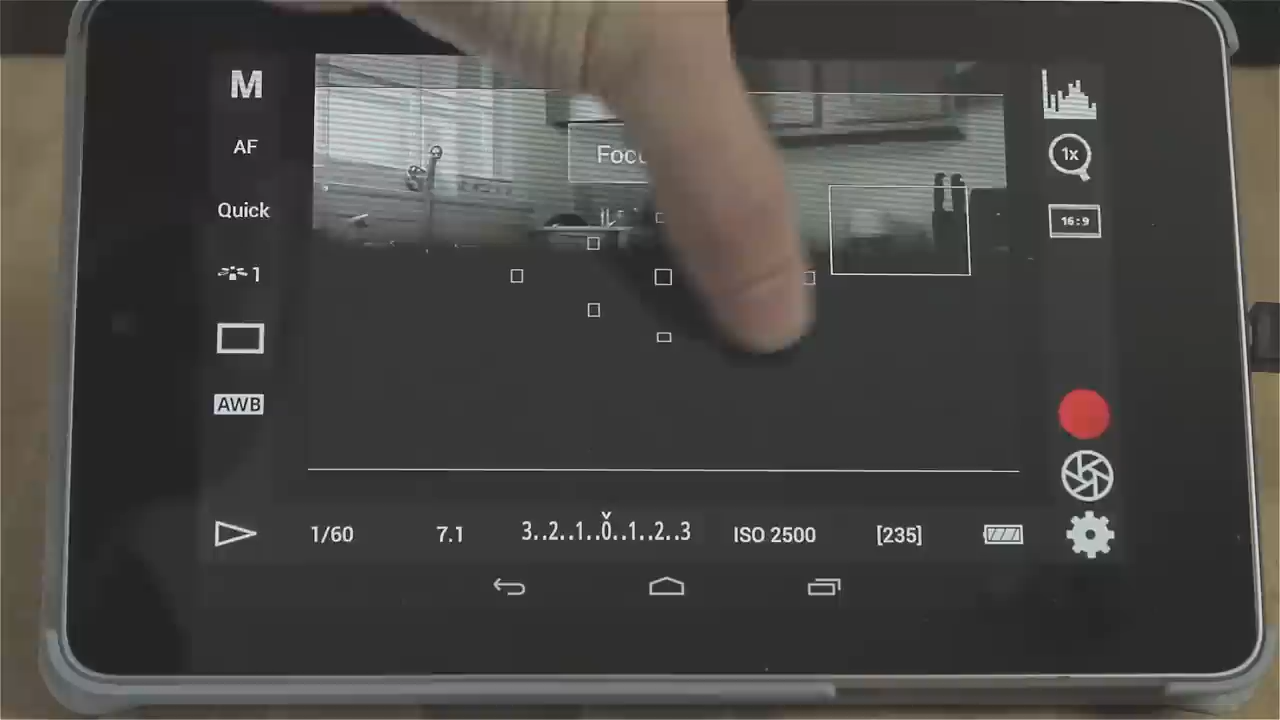 M
AF
Quick
1
AWB
1x
16:9
1/60
7.1
3..2..1..0..1..2..3
ISO 2500
[235]